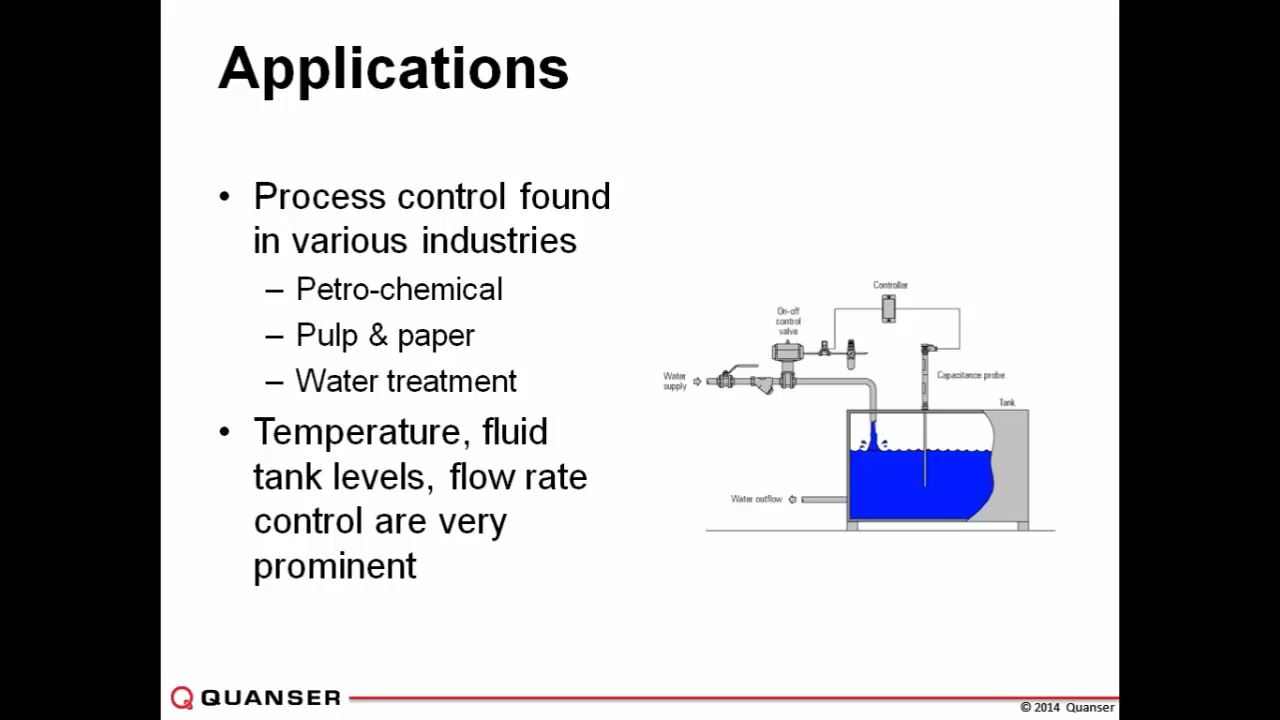 Applications
• Process control found
in various industries
– Petro-chemical
– Pulp & paper
– Water treatment
• Temperature, fluid
tank levels, flow rate
control are very
prominent
Controller
On-off
control
valve
Water
supply
Capacitance probe
Tank
Water outflow
QUANSER
© 2014 Quanser